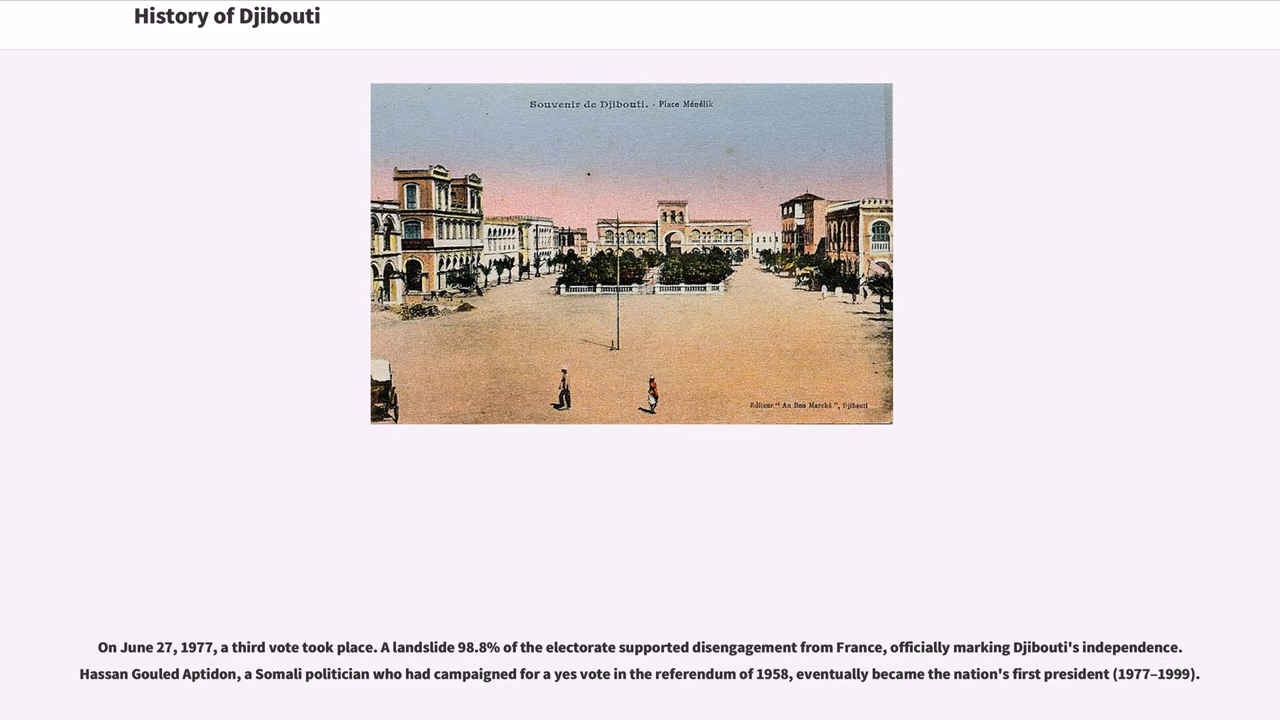 History of Djibouti
Souvenir de Djibouti. - Place Ménélik
Editeur " Au Bon Marché ", Djibouti
On June 27, 1977, a third vote took place. A landslide 98.8% of the electorate supported disengagement from France, officially marking Djibouti's independence.
Hassan Gouled Aptidon, a Somali politician who had campaigned for a yes vote in the referendum of 1958, eventually became the nation's first president (1977–1999).